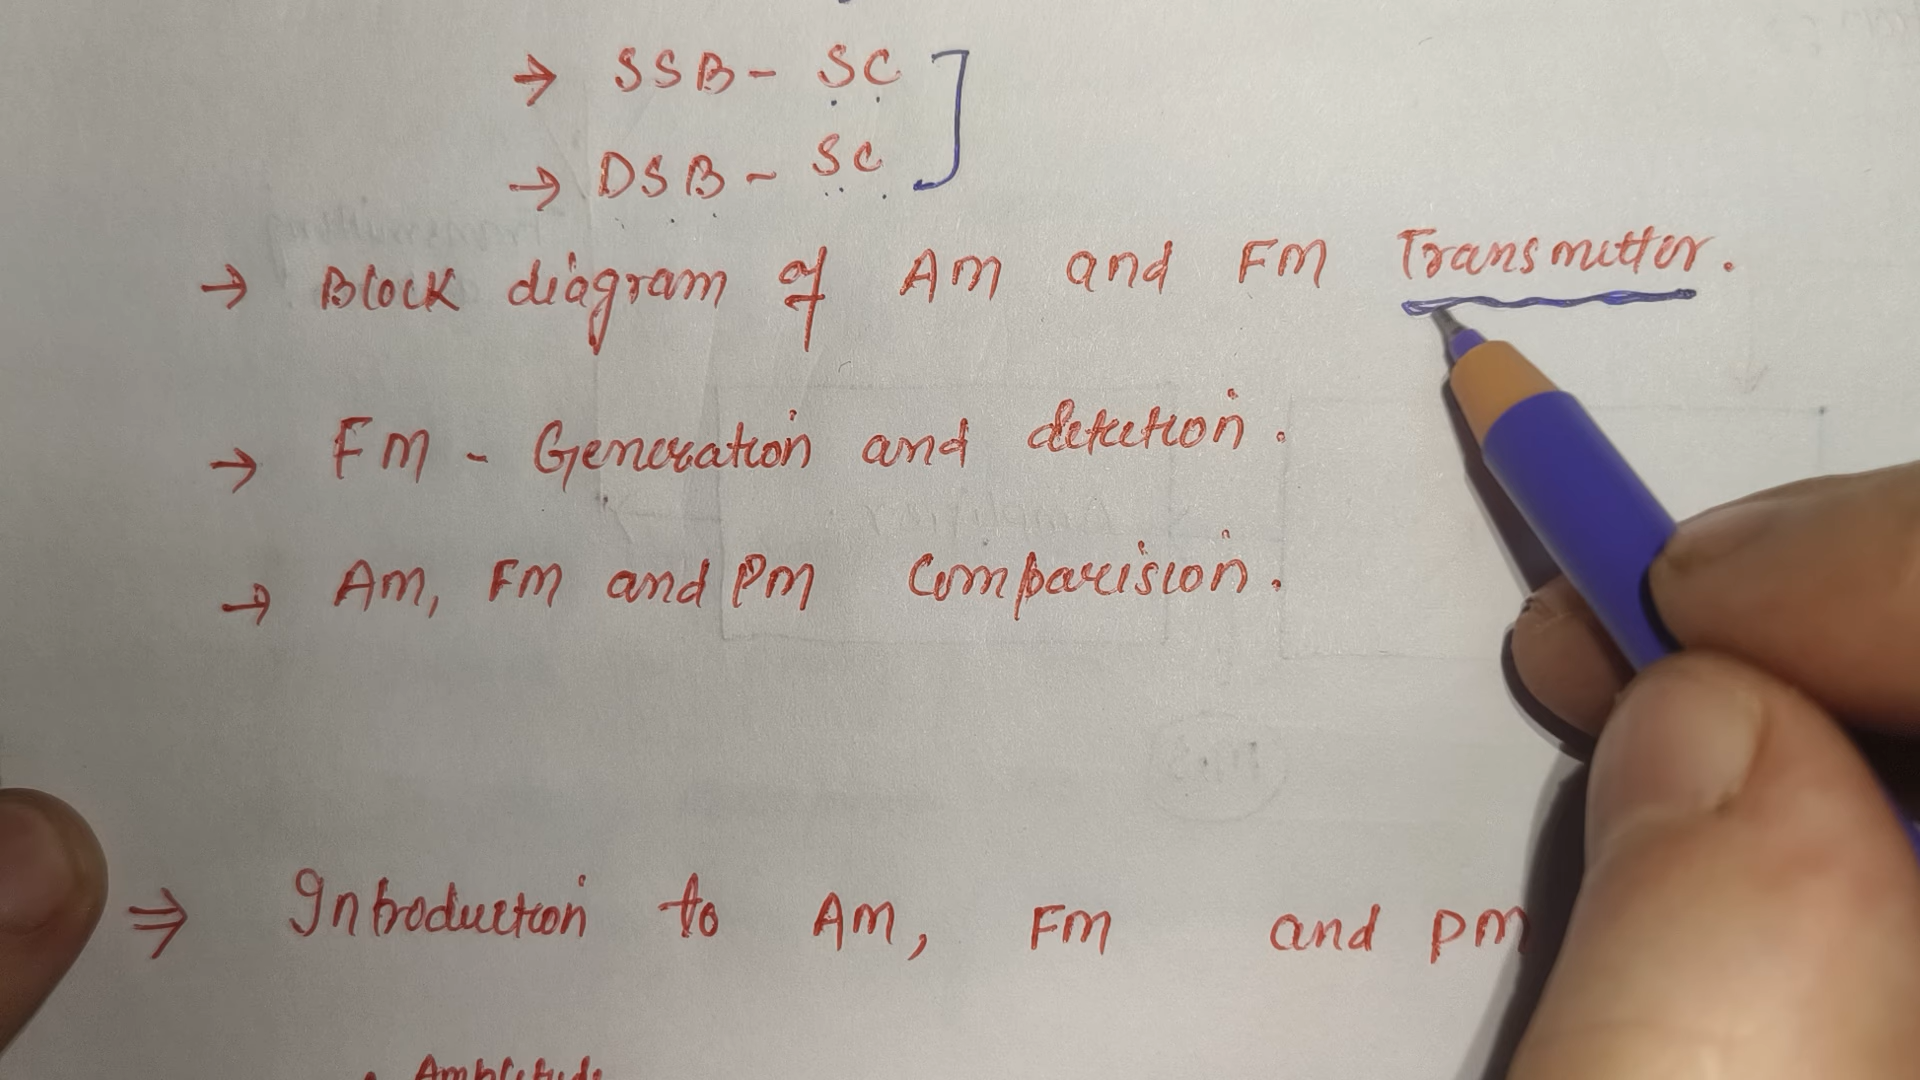 → SSB - SC
→ DSB - SC
→ Block diagram of AM and FM Transmitter.
→ FM - Generation and detection.
→ AM, FM and PM Comparision.
⇒ Introduction to AM, FM and PM
• Amplitude